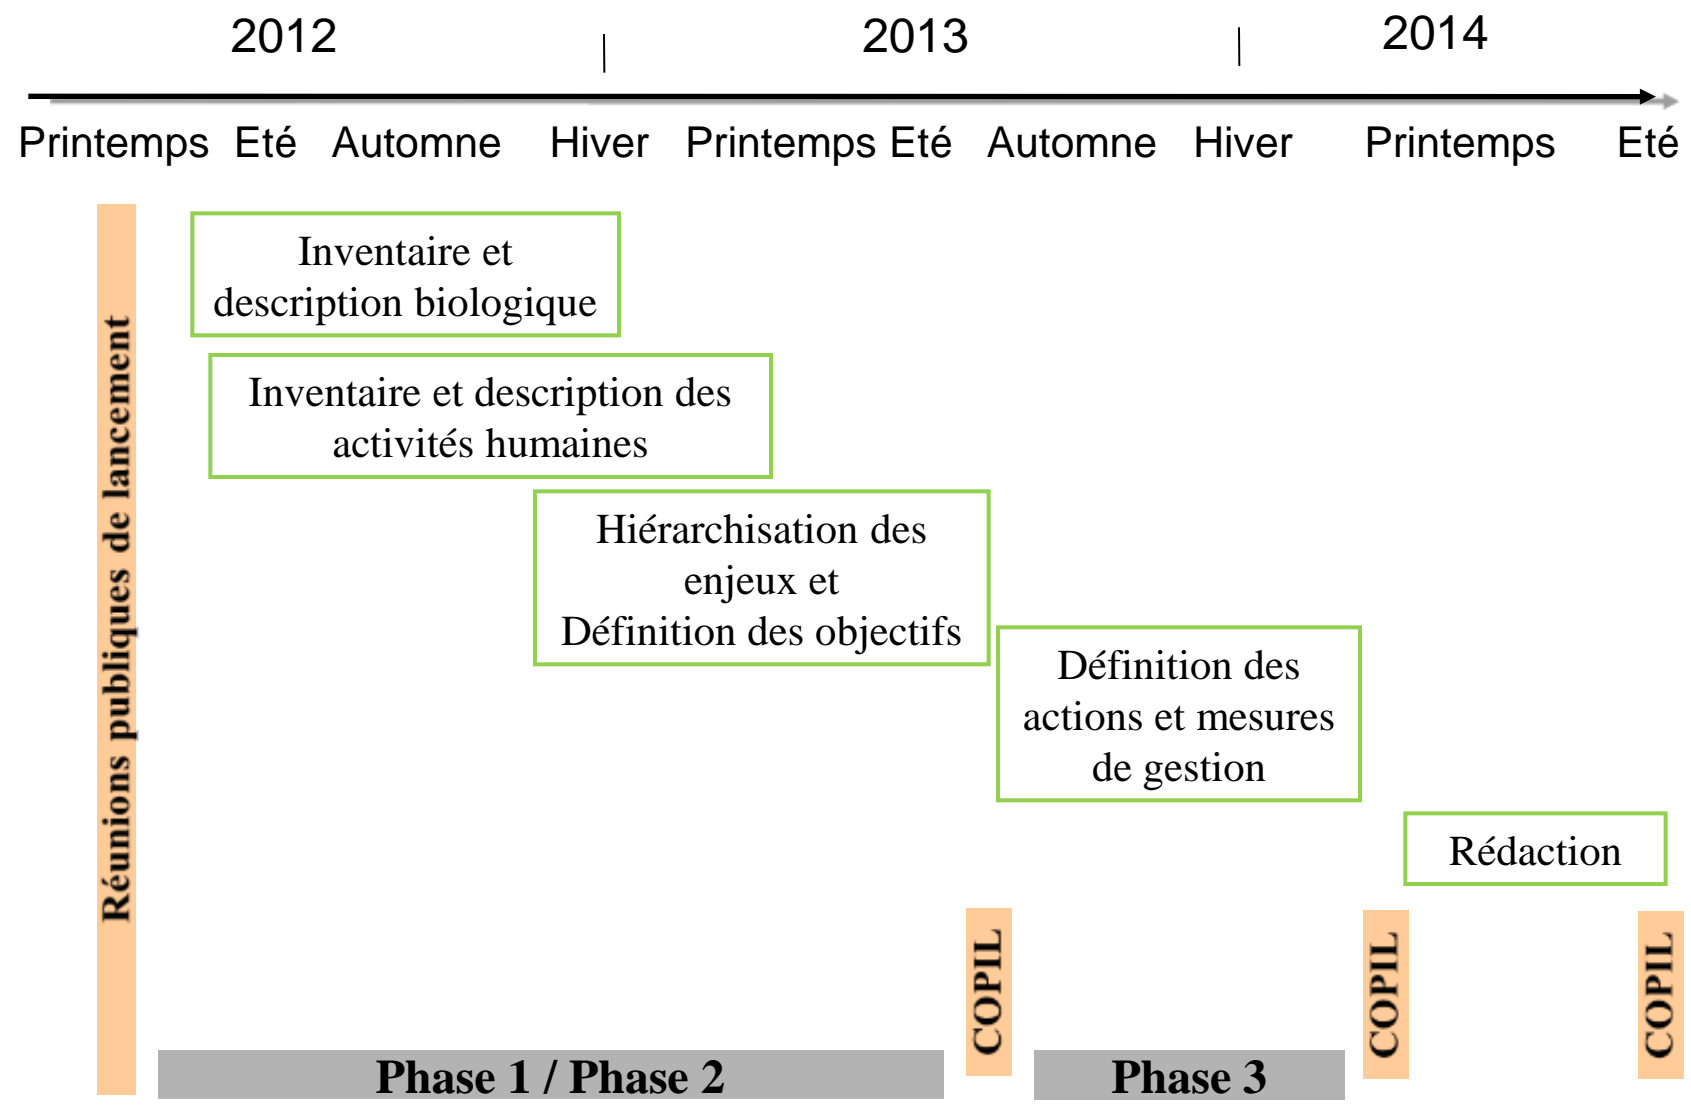 2012
2013
2014
Printemps Eté Automne Hiver Printemps Eté Automne Hiver Printemps Eté
Réunions publiques de lancement
Inventaire et
description biologique
Inventaire et description des
activités humaines
Hiérarchisation des
enjeux et
Définition des objectifs
Définition des
actions et mesures
de gestion
Rédaction
COPIL
COPIL
COPIL
Phase 1 / Phase 2
Phase 3